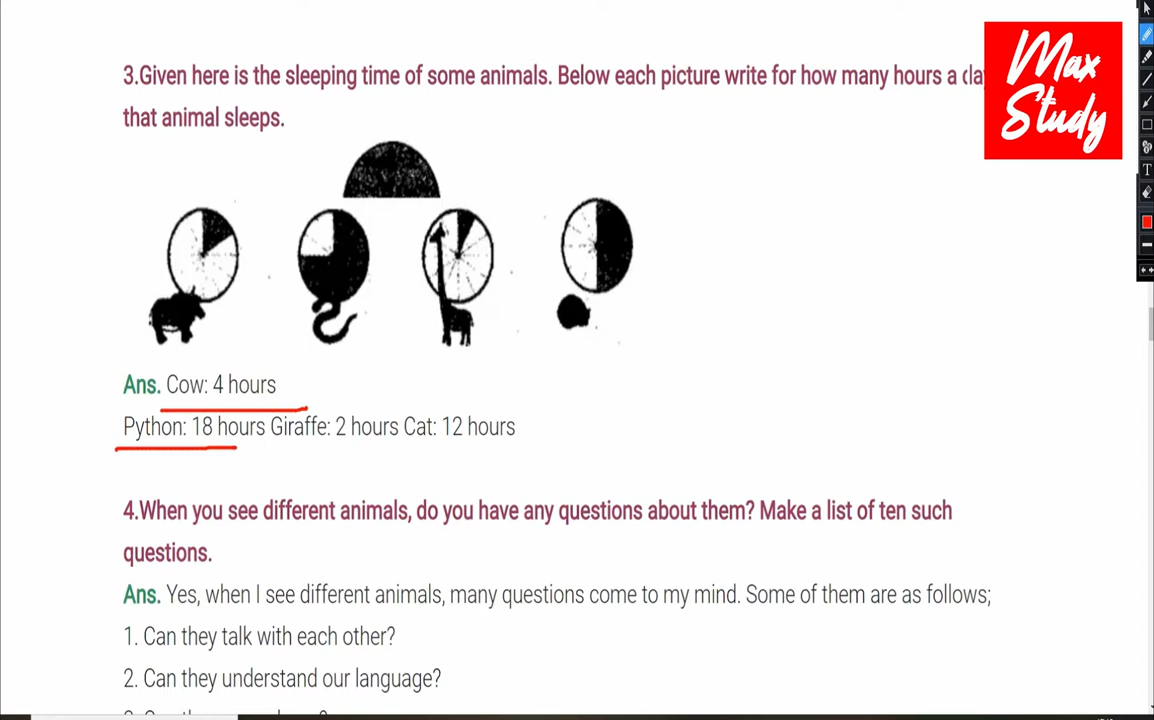 3.Given here is the sleeping time of some animals. Below each picture write for how many hours a day
that animal sleeps.
Max
Study
Ans. Cow: 4 hours
Python: 18 hours Giraffe: 2 hours Cat: 12 hours
4.When you see different animals, do you have any questions about them? Make a list of ten such
questions.
Ans. Yes, when I see different animals, many questions come to my mind. Some of them are as follows;
1. Can they talk with each other?
2. Can they understand our language?